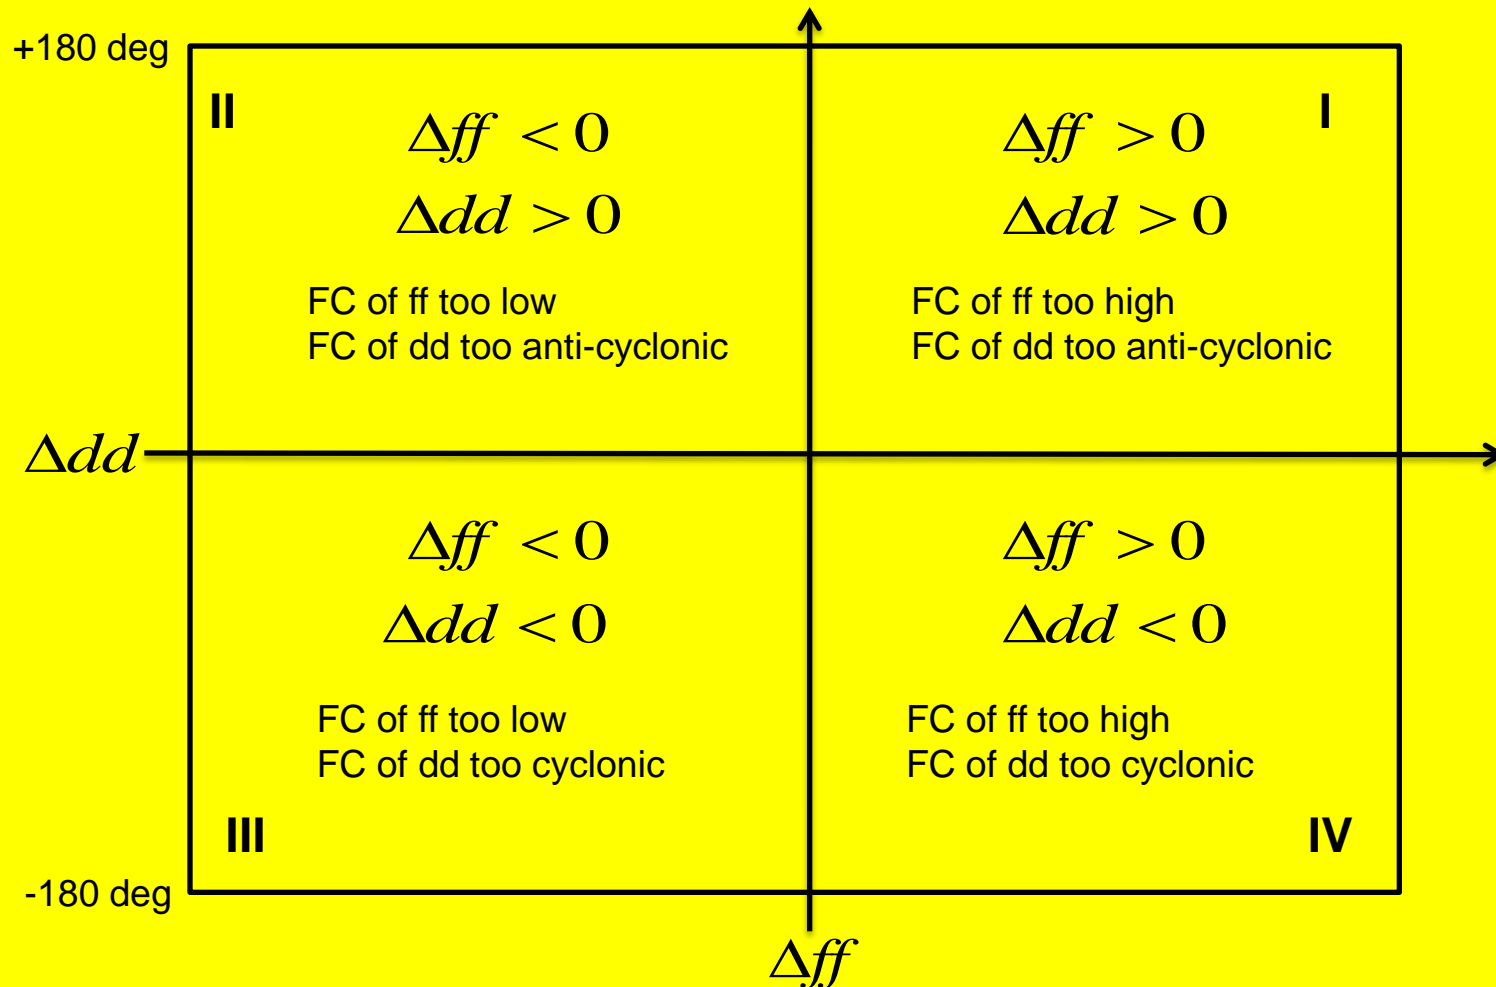 +180 deg
II
Δff < 0
Δdd > 0
FC of ff too low
FC of dd too anti-cyclonic
I
Δff > 0
Δdd > 0
FC of ff too high
FC of dd too anti-cyclonic
Δdd
Δff < 0
Δdd < 0
FC of ff too low
FC of dd too cyclonic
III
Δff > 0
Δdd < 0
FC of ff too high
FC of dd too cyclonic
IV
-180 deg
Δff